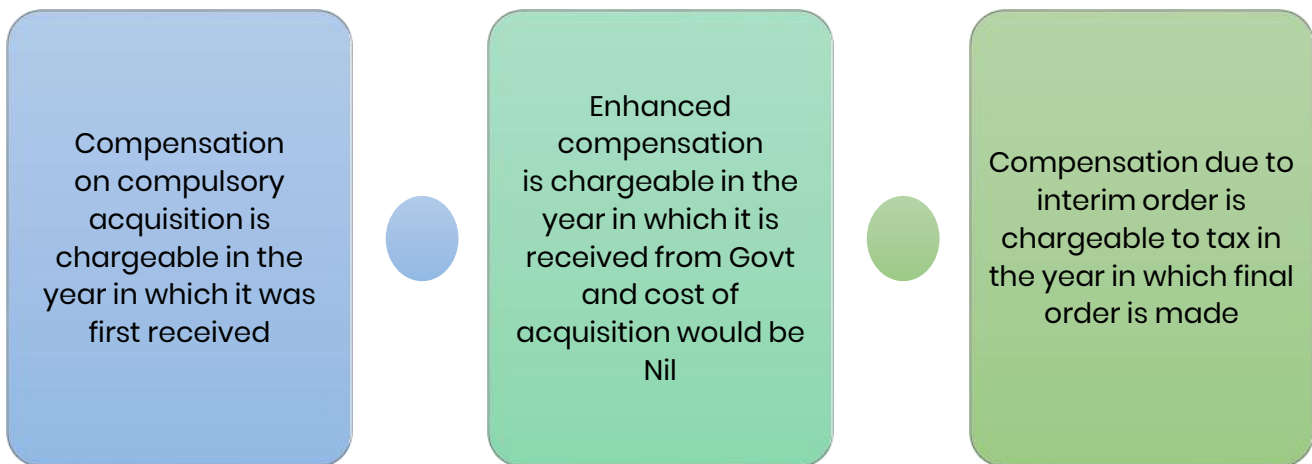 Compensation
on compulsory
acquisition is
chargeable in the
year in which it was
first received
Enhanced
compensation
is chargeable in the
year in which it is
received from Govt
and cost of
acquisition would be
Nil
Compensation due to
interim order is
chargeable to tax in
the year in which final
order is made